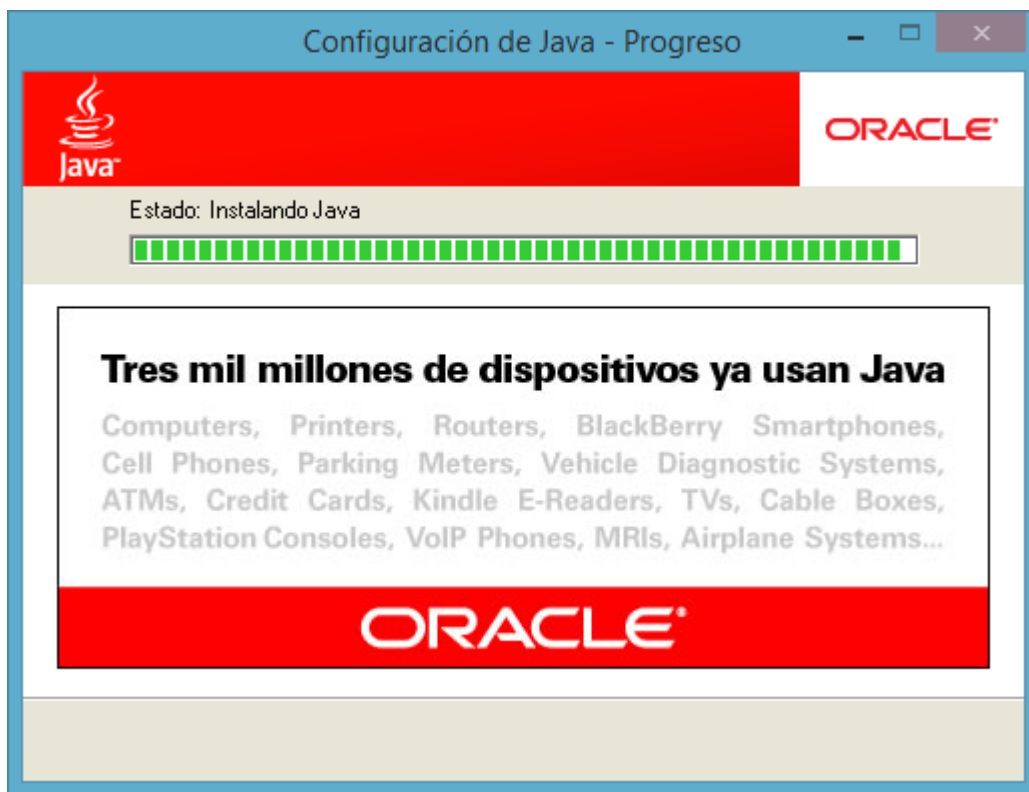 Configuración de Java - Progreso
Java™
ORACLE®
Estado: Instalando Java
Tres mil millones de dispositivos ya usan Java
Computers, Printers, Routers, BlackBerry Smartphones,
Cell Phones, Parking Meters, Vehicle Diagnostic Systems,
ATMs, Credit Cards, Kindle E-Readers, TVs, Cable Boxes,
PlayStation Consoles, VoIP Phones, MRIs, Airplane Systems...
ORACLE®